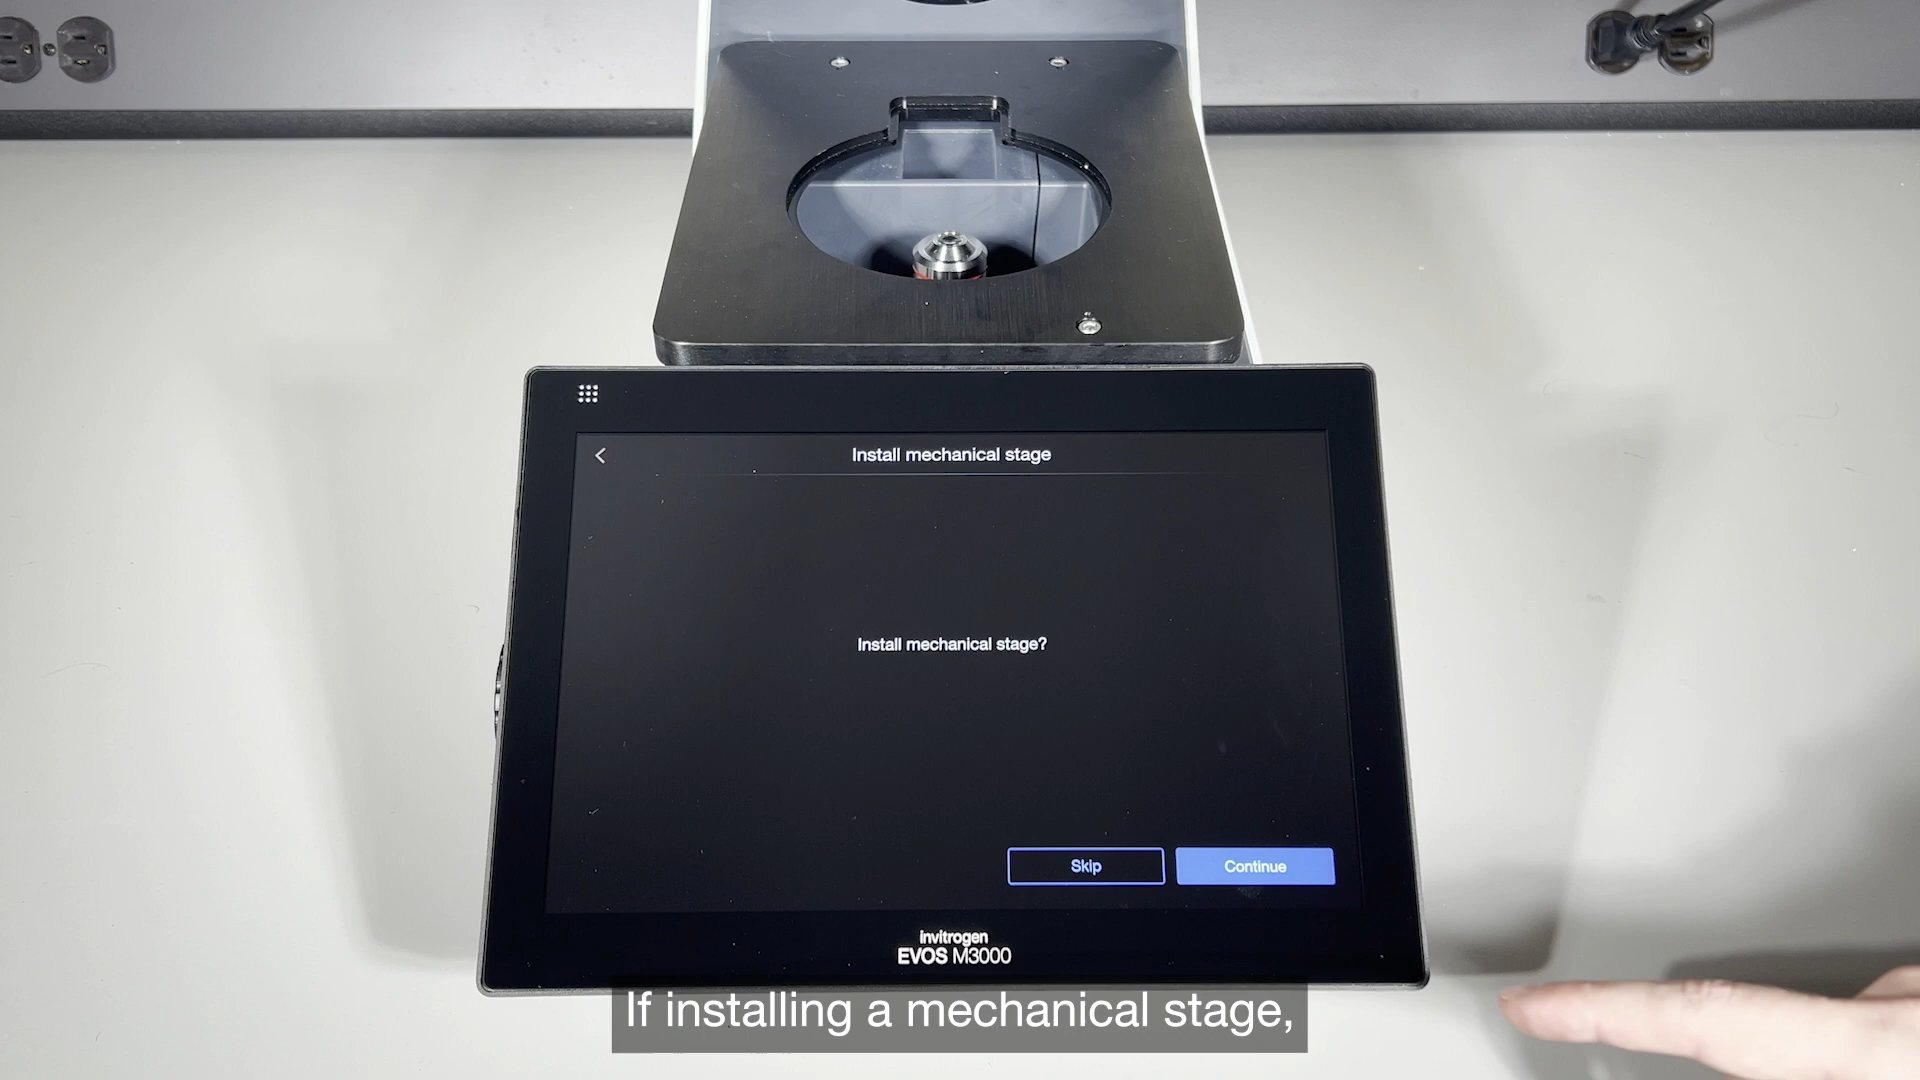 Install mechanical stage
Install mechanical stage?
Skip
Continue
invitrogen
EVOS M3000
If installing a mechanical stage,